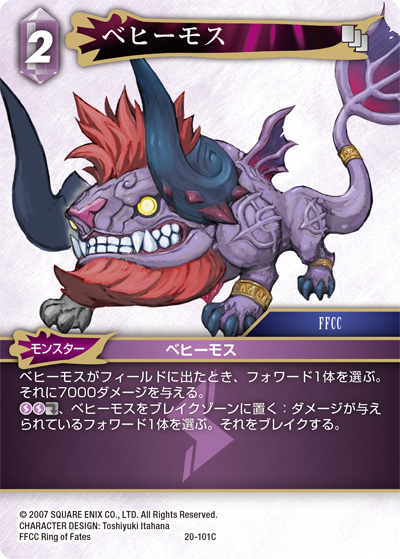 2
ベヒーモス
FFCC
モンスター
ベヒーモス
ベヒーモスがフィールドに出たとき、フォワード1体を選ぶ。
それに7000ダメージを与える。
、ベヒーモスをブレイクゾーンに置く：ダメージが与え
られているフォワード1体を選ぶ。それをブレイクする。
© 2007 SQUARE ENIX CO., LTD. All Rights Reserved.
CHARACTER DESIGN: Toshiyuki Itahana
FFCC Ring of Fates
20-101C